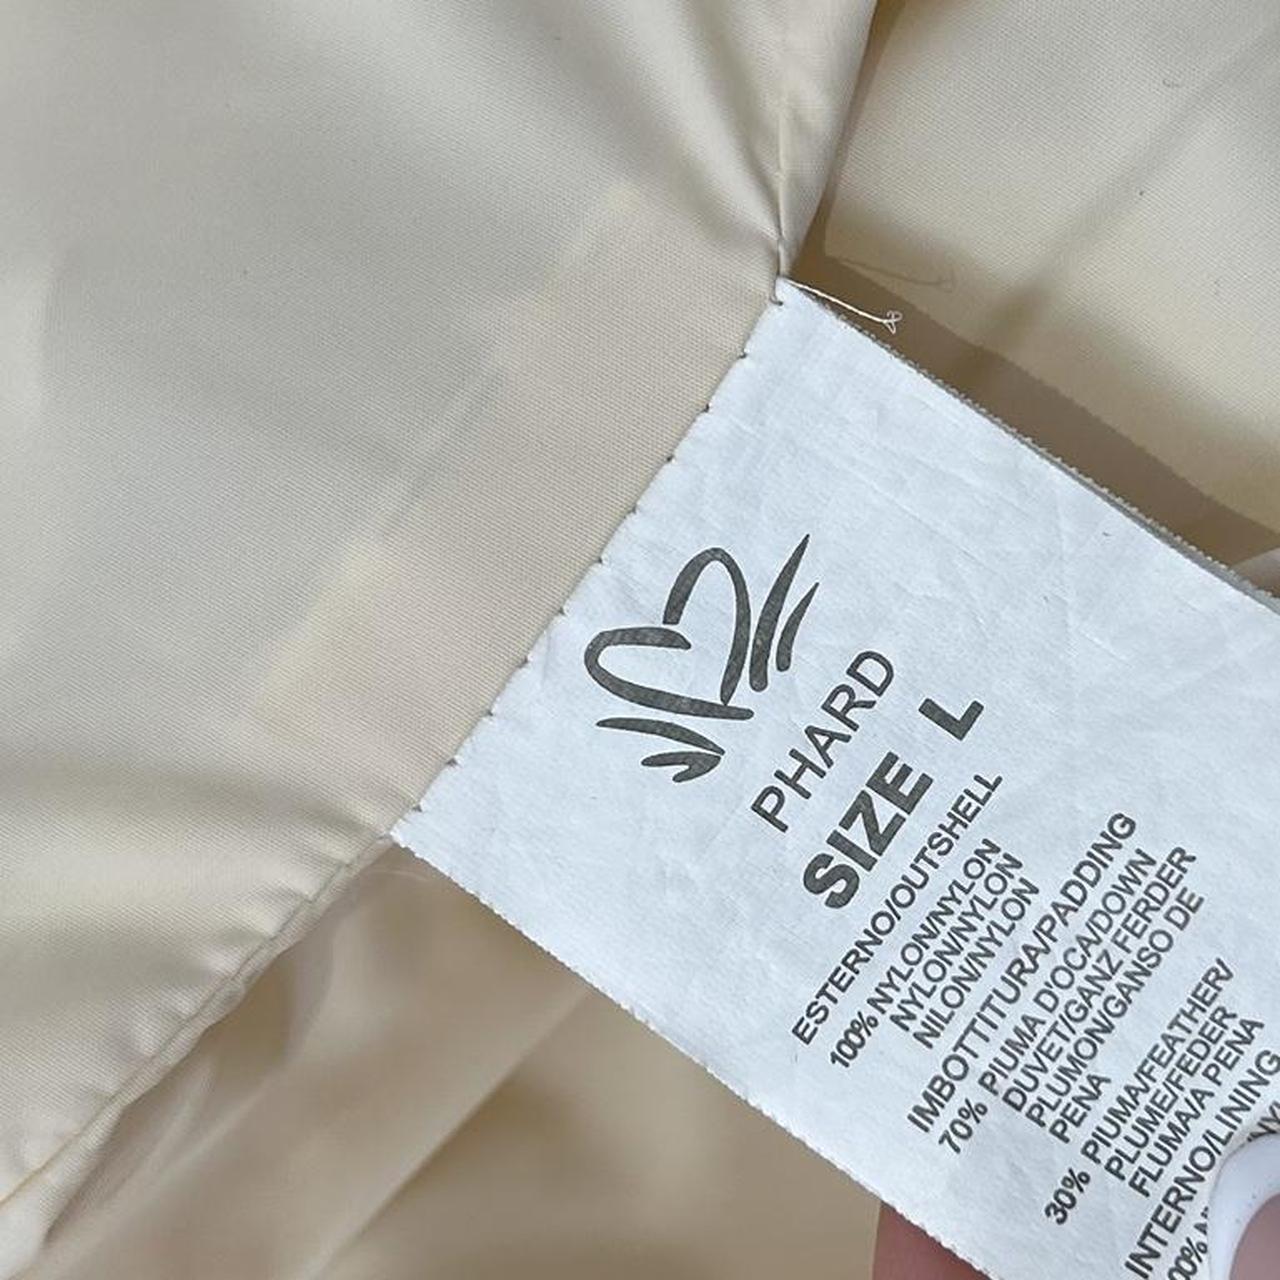 PHARD
SIZE L
ESTERNO/OUTSHELL
100% NYLON/NYLON
NYLON/NYLON
NILON/NYLON
IMBOTTITURA/PADDING
70% PIUMA D'OCA/DOWN
DUVET/GANZ FERDER
PLUMON/GANSO DE
PENA
30% PIUMA/FEATHER/
PLUME/FEDER
FLUMA/A PENA
INTERNO/LINING